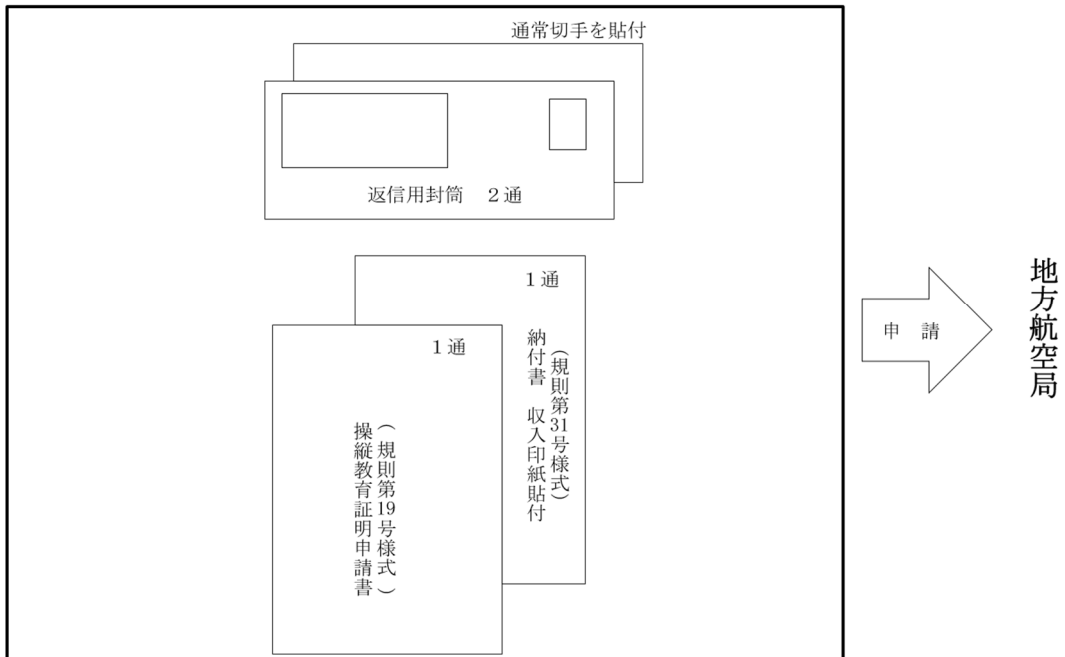 通常切手を貼付
返信用封筒　２通
１通
（規則第31号様式）
納付書　収入印紙貼付
１通
（規則第19号様式）
操縦教育証明申請書
申　請
地方航空局